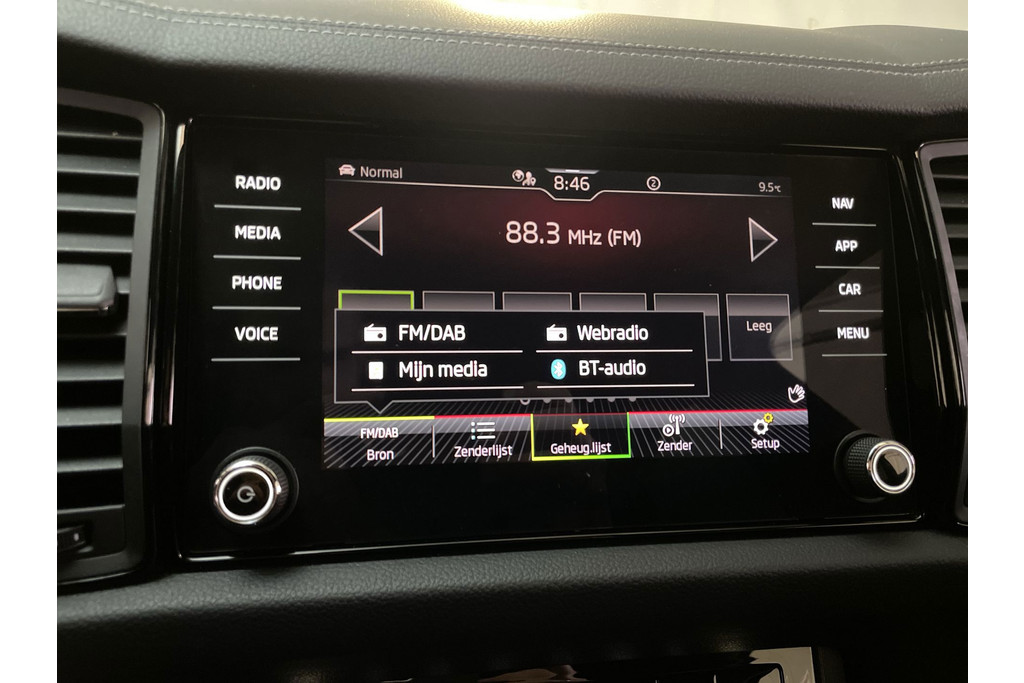 RADIO
MEDIA
PHONE
VOICE
Normal
8:46
2
9.5°C
88.3 MHz (FM)
Leeg
FM/DAB
Webradio
Mijn media
BT-audio
FM/DAB
Bron
Zenderlijst
Geheug.lijst
Zender
Setup
NAV
APP
CAR
MENU